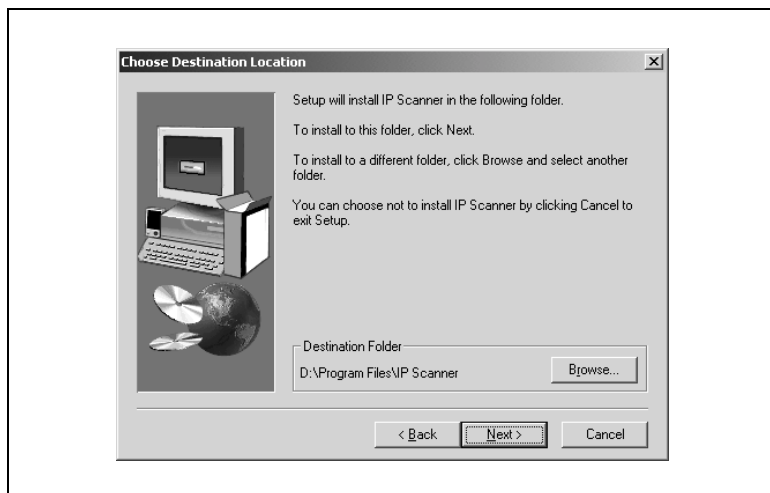 Choose Destination Location
Setup will install IP Scanner in the following folder.
To install to this folder, click Next.
To install to a different folder, click Browse and select another
folder.
You can choose not to install IP Scanner by clicking Cancel to
exit Setup.
Destination Folder
D:\Program Files\IP Scanner
Browse...
< Back
Next >
Cancel